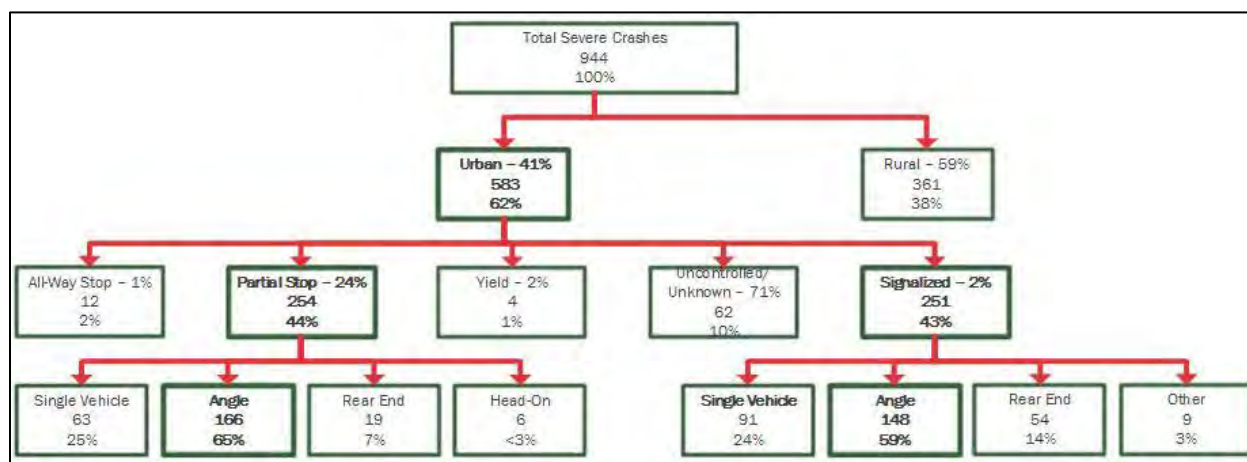 Total Severe Crashes
944
100%
Urban – 41%
583
62%
Rural – 59%
361
38%
All-Way Stop – 1%
12
2%
Partial Stop – 24%
254
44%
Yield – 2%
4
1%
Uncontrolled/
Unknown – 71%
62
10%
Signalized – 2%
251
43%
Single Vehicle
63
25%
Angle
166
65%
Rear End
19
7%
Head-On
6
<3%
Single Vehicle
91
24%
Angle
148
59%
Rear End
54
14%
Other
9
3%